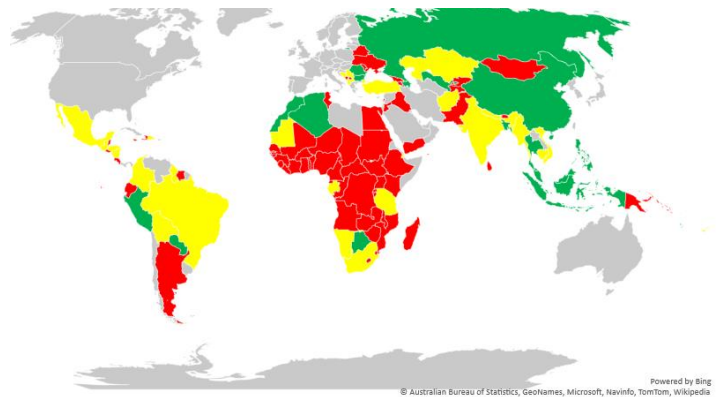 Powered by Bing
© Australian Bureau of Statistics, GeoNames, Microsoft, Navinfo, TomTom, Wikipedia